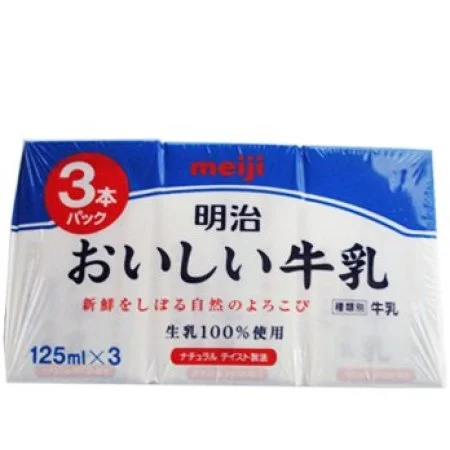 3本
パック
meiji
明治
おいしい牛乳
新鮮をしぼる自然のよろこび
種類別 牛乳
生乳100%使用
125ml×3
ナチュラル テイスト製法
乳